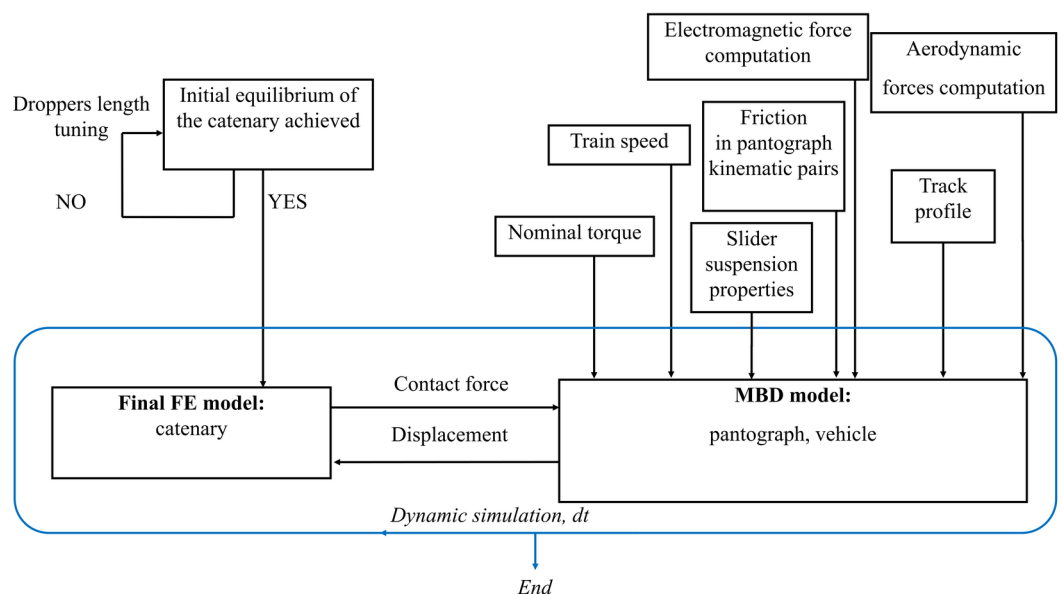 Droppers length
tuning
Initial equilibrium of
the catenary achieved
NO
YES
Electromagnetic force
computation
Aerodynamic
forces computation
Train speed
Friction
in pantograph
kinematic pairs
Track
profile
Nominal torque
Slider
suspension
properties
Final FE model:
catenary
Contact force
Displacement
MBD model:
pantograph, vehicle
Dynamic simulation, dt
End